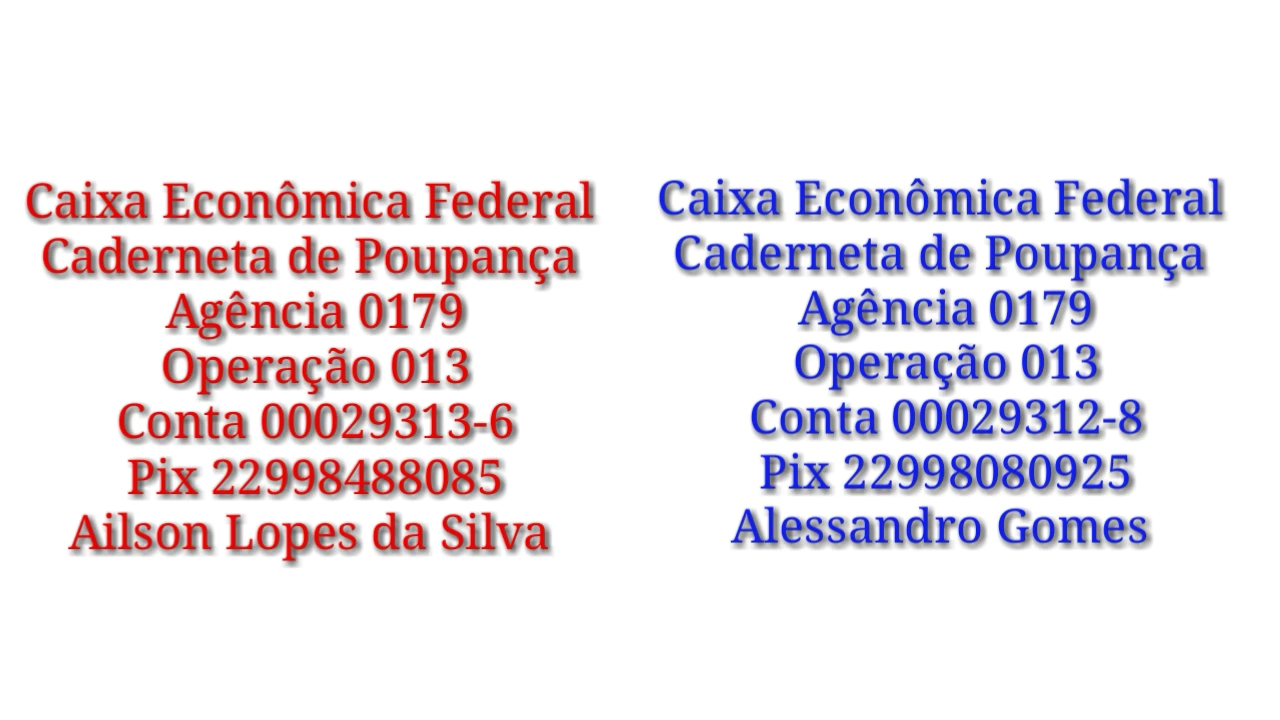 Caixa Econômica Federal
Caderneta de Poupança
Agência 0179
Operação 013
Conta 00029313-6
Pix 22998488085
Ailson Lopes da Silva
Caixa Econômica Federal
Caderneta de Poupança
Agência 0179
Operação 013
Conta 00029312-8
Pix 22998080925
Alessandro Gomes